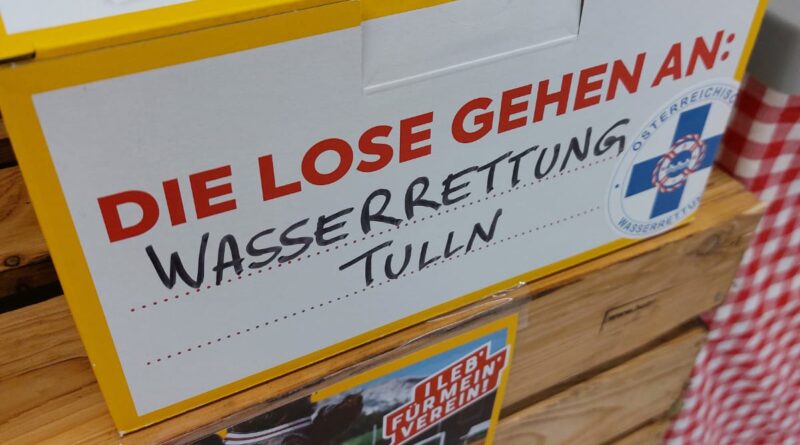 DIE LOSE GEHEN AN:
WASSERRETTUNG
TULLN
ÖSTERREICHISCHE
WASSERRETTUNG
I LEB'
FÜR MEIN'
VEREIN!